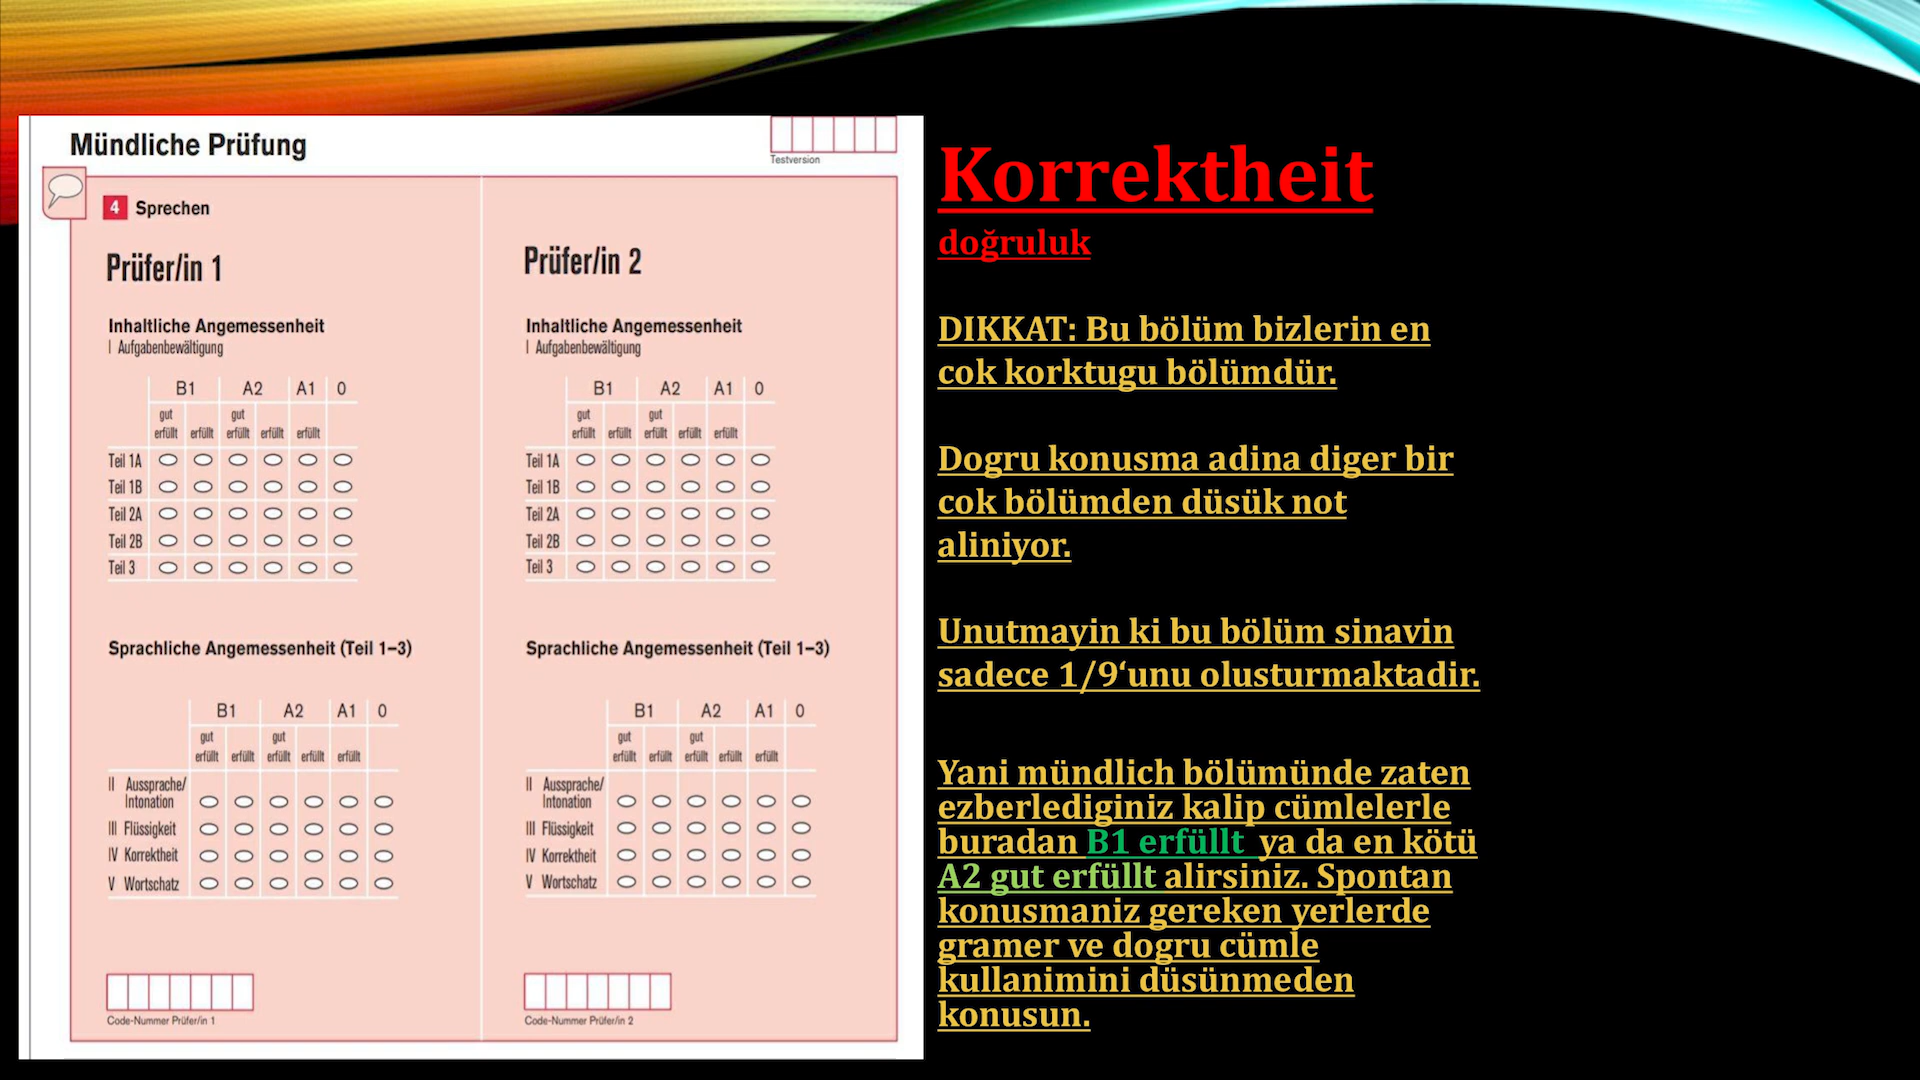 Mündliche Prüfung
Testversion
4 Sprechen
Prüfer/in 1
Inhaltliche Angemessenheit
I Aufgabenbewältigung
B1 A2 A1 0
gut gut
erfüllt erfüllt erfüllt erfüllt erfüllt
Teil 1A
Teil 1B
Teil 2A
Teil 2B
Teil 3
Sprachliche Angemessenheit (Teil 1–3)
B1 A2 A1 0
gut gut
erfüllt erfüllt erfüllt erfüllt erfüllt
II Aussprache/
Intonation
III Flüssigkeit
IV Korrektheit
V Wortschatz
Code-Nummer Prüfer/in 1
Prüfer/in 2
Inhaltliche Angemessenheit
I Aufgabenbewältigung
B1 A2 A1 0
gut gut
erfüllt erfüllt erfüllt erfüllt erfüllt
Teil 1A
Teil 1B
Teil 2A
Teil 2B
Teil 3
Sprachliche Angemessenheit (Teil 1–3)
B1 A2 A1 0
gut gut
erfüllt erfüllt erfüllt erfüllt erfüllt
II Aussprache/
Intonation
III Flüssigkeit
IV Korrektheit
V Wortschatz
Code-Nummer Prüfer/in 2
Korrektheit
doğruluk
DIKKAT: Bu bölüm bizlerin en
cok korktugu bölümdür.
Dogru konusma adina diger bir
cok bölümden düsük not
aliniyor.
Unutmayin ki bu bölüm sinavin
sadece 1/9‘unu olusturmaktadir.
Yani mündlich bölümünde zaten
ezberlediginiz kalip cümlelerle
buradan B1 erfüllt ya da en kötü
A2 gut erfüllt alirsiniz. Spontan
konusmaniz gereken yerlerde
gramer ve dogru cümle
kullanimini düsünmeden
konusun.